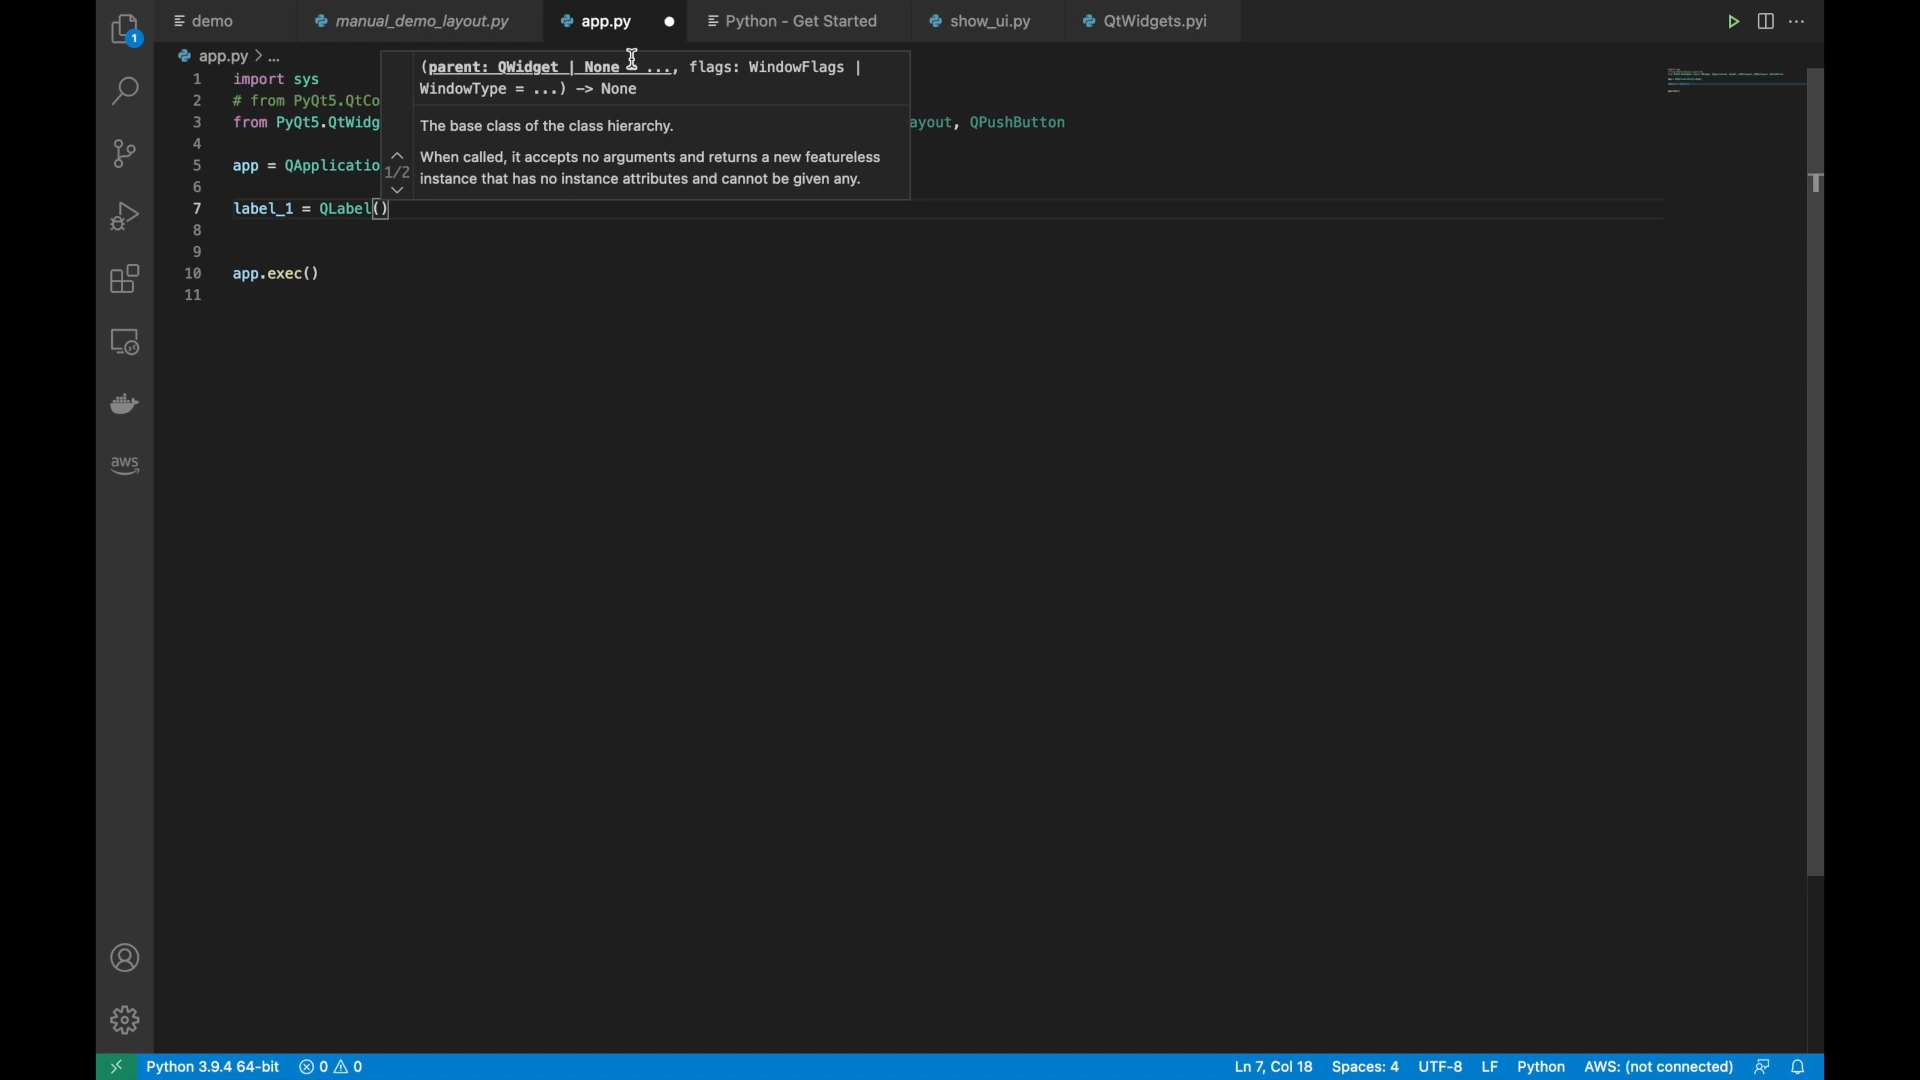 demo manual_demo_layout.py app.py Python - Get Started show_ui.py QtWidgets.pyi
1
app.py > ...
1 import sys
2 # from PyQt5.QtCo
3 from PyQt5.QtWidg ayout, QPushButton
4
5 app = QApplicatio
6
7 label_1 = QLabel()
8
9
10 app.exec()
11
(parent: QWidget | None = ..., flags: WindowFlags |
WindowType = ...) -> None
The base class of the class hierarchy.
1/2
When called, it accepts no arguments and returns a new featureless
instance that has no instance attributes and cannot be given any.
aws
Python 3.9.4 64-bit 0 0 Ln 7, Col 18 Spaces: 4 UTF-8 LF Python AWS: (not connected)